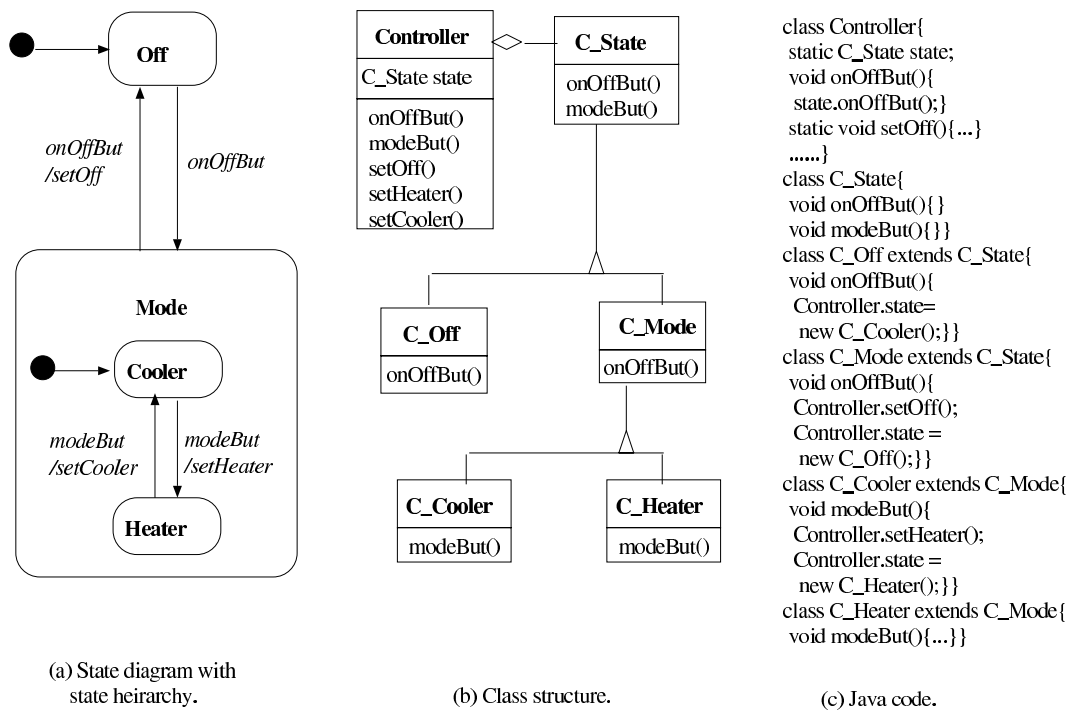 Off
onOffBut
/setOff
onOffBut
Mode
Cooler
modeBut
/setCooler
modeBut
/setHeater
Heater
(a) State diagram with
state heirarchy.
Controller
C_State state
onOffBut()
modeBut()
setOff()
setHeater()
setCooler()
C_State
onOffBut()
modeBut()
C_Off
onOffBut()
C_Mode
onOffBut()
C_Cooler
modeBut()
C_Heater
modeBut()
(b) Class structure.
class Controller{
static C_State state;
void onOffBut(){
state.onOffBut();}
static void setOff(){...}
......}
class C_State{
void onOffBut(){}
void modeBut(){}}
class C_Off extends C_State{
void onOffBut(){
Controller.state=
new C_Cooler();}}
class C_Mode extends C_State{
void onOffBut(){
Controller.setOff();
Controller.state =
new C_Off();}}
class C_Cooler extends C_Mode{
void modeBut(){
Controller.setHeater();
Controller.state =
new C_Heater();}}
class C_Heater extends C_Mode{
void modeBut(){...}}
(c) Java code.